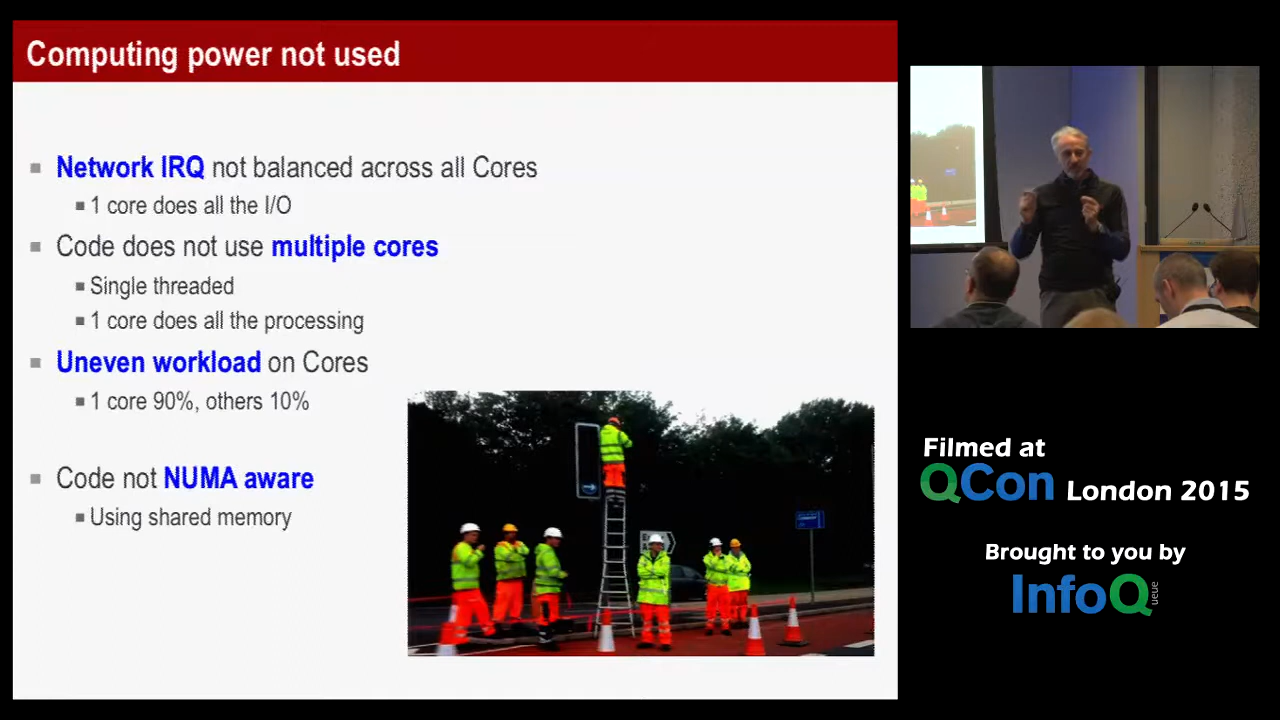 Computing power not used
Network IRQ not balanced across all Cores
1 core does all the I/O
Code does not use multiple cores
Single threaded
1 core does all the processing
Uneven workload on Cores
1 core 90%, others 10%
Code not NUMA aware
Using shared memory
Filmed at
QCon London 2015
Brought to you by
InfoQueue